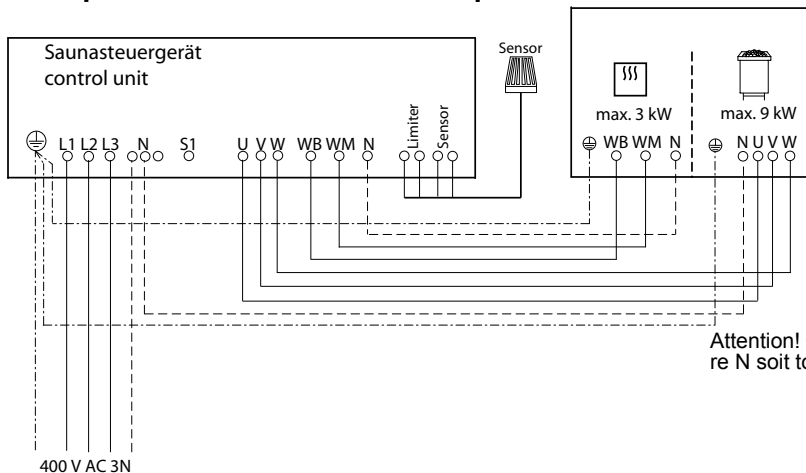 Saunasteuergerät
control unit
Sensor
max. 3 kW
max. 9 kW
L1 L2 L3 N S1 U V W WB WM N Limiter Sensor
WB WM N
N U V W
Attention!
re N soit
400 V AC 3N